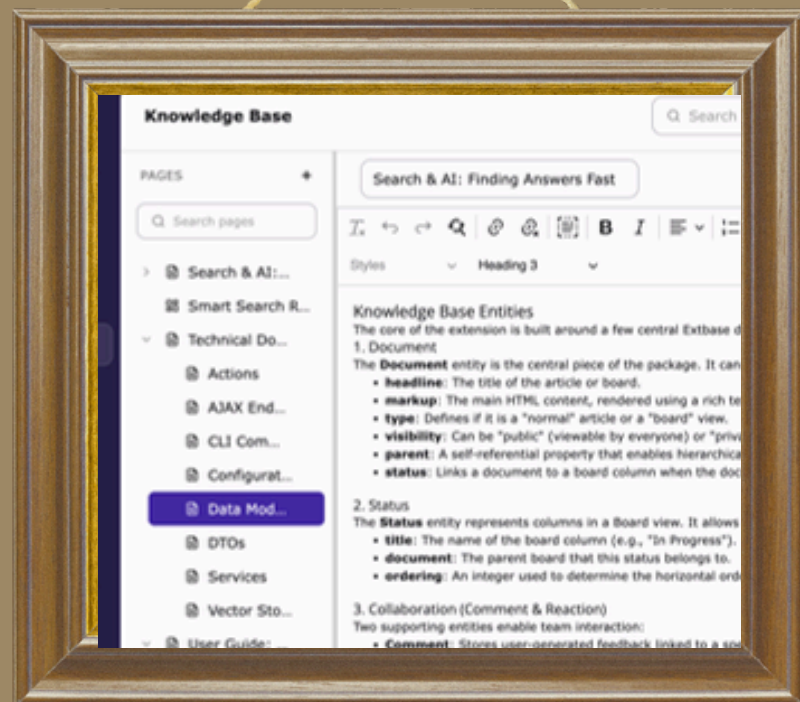 Knowledge Base
Search
PAGES
Search pages
Search & AI:...
Smart Search R...
Technical Do...
Actions
AJAX End...
CLI Com...
Configurat...
Data Mod...
DTOs
Services
Vector Sto...
User Guide: ...
Search & AI: Finding Answers Fast
B I
Styles Heading 3
Knowledge Base Entities
The core of the extension is built around a few central Extbase d
1. Document
The Document entity is the central piece of the package. It can
• headline: The title of the article or board.
• markup: The main HTML content, rendered using a rich te
• type: Defines if it is a "normal" article or a "board" view.
• visibility: Can be "public" (viewable by everyone) or "priva
• parent: A self-referential property that enables hierarchica
• status: Links a document to a board column when the doc
2. Status
The Status entity represents columns in a Board view. It allows
• title: The name of the board column (e.g., "In Progress").
• document: The parent board that this status belongs to.
• ordering: An integer used to determine the horizontal orde
3. Collaboration (Comment & Reaction)
Two supporting entities enable team interaction:
• Comment: Stores user-generated feedback linked to a spe